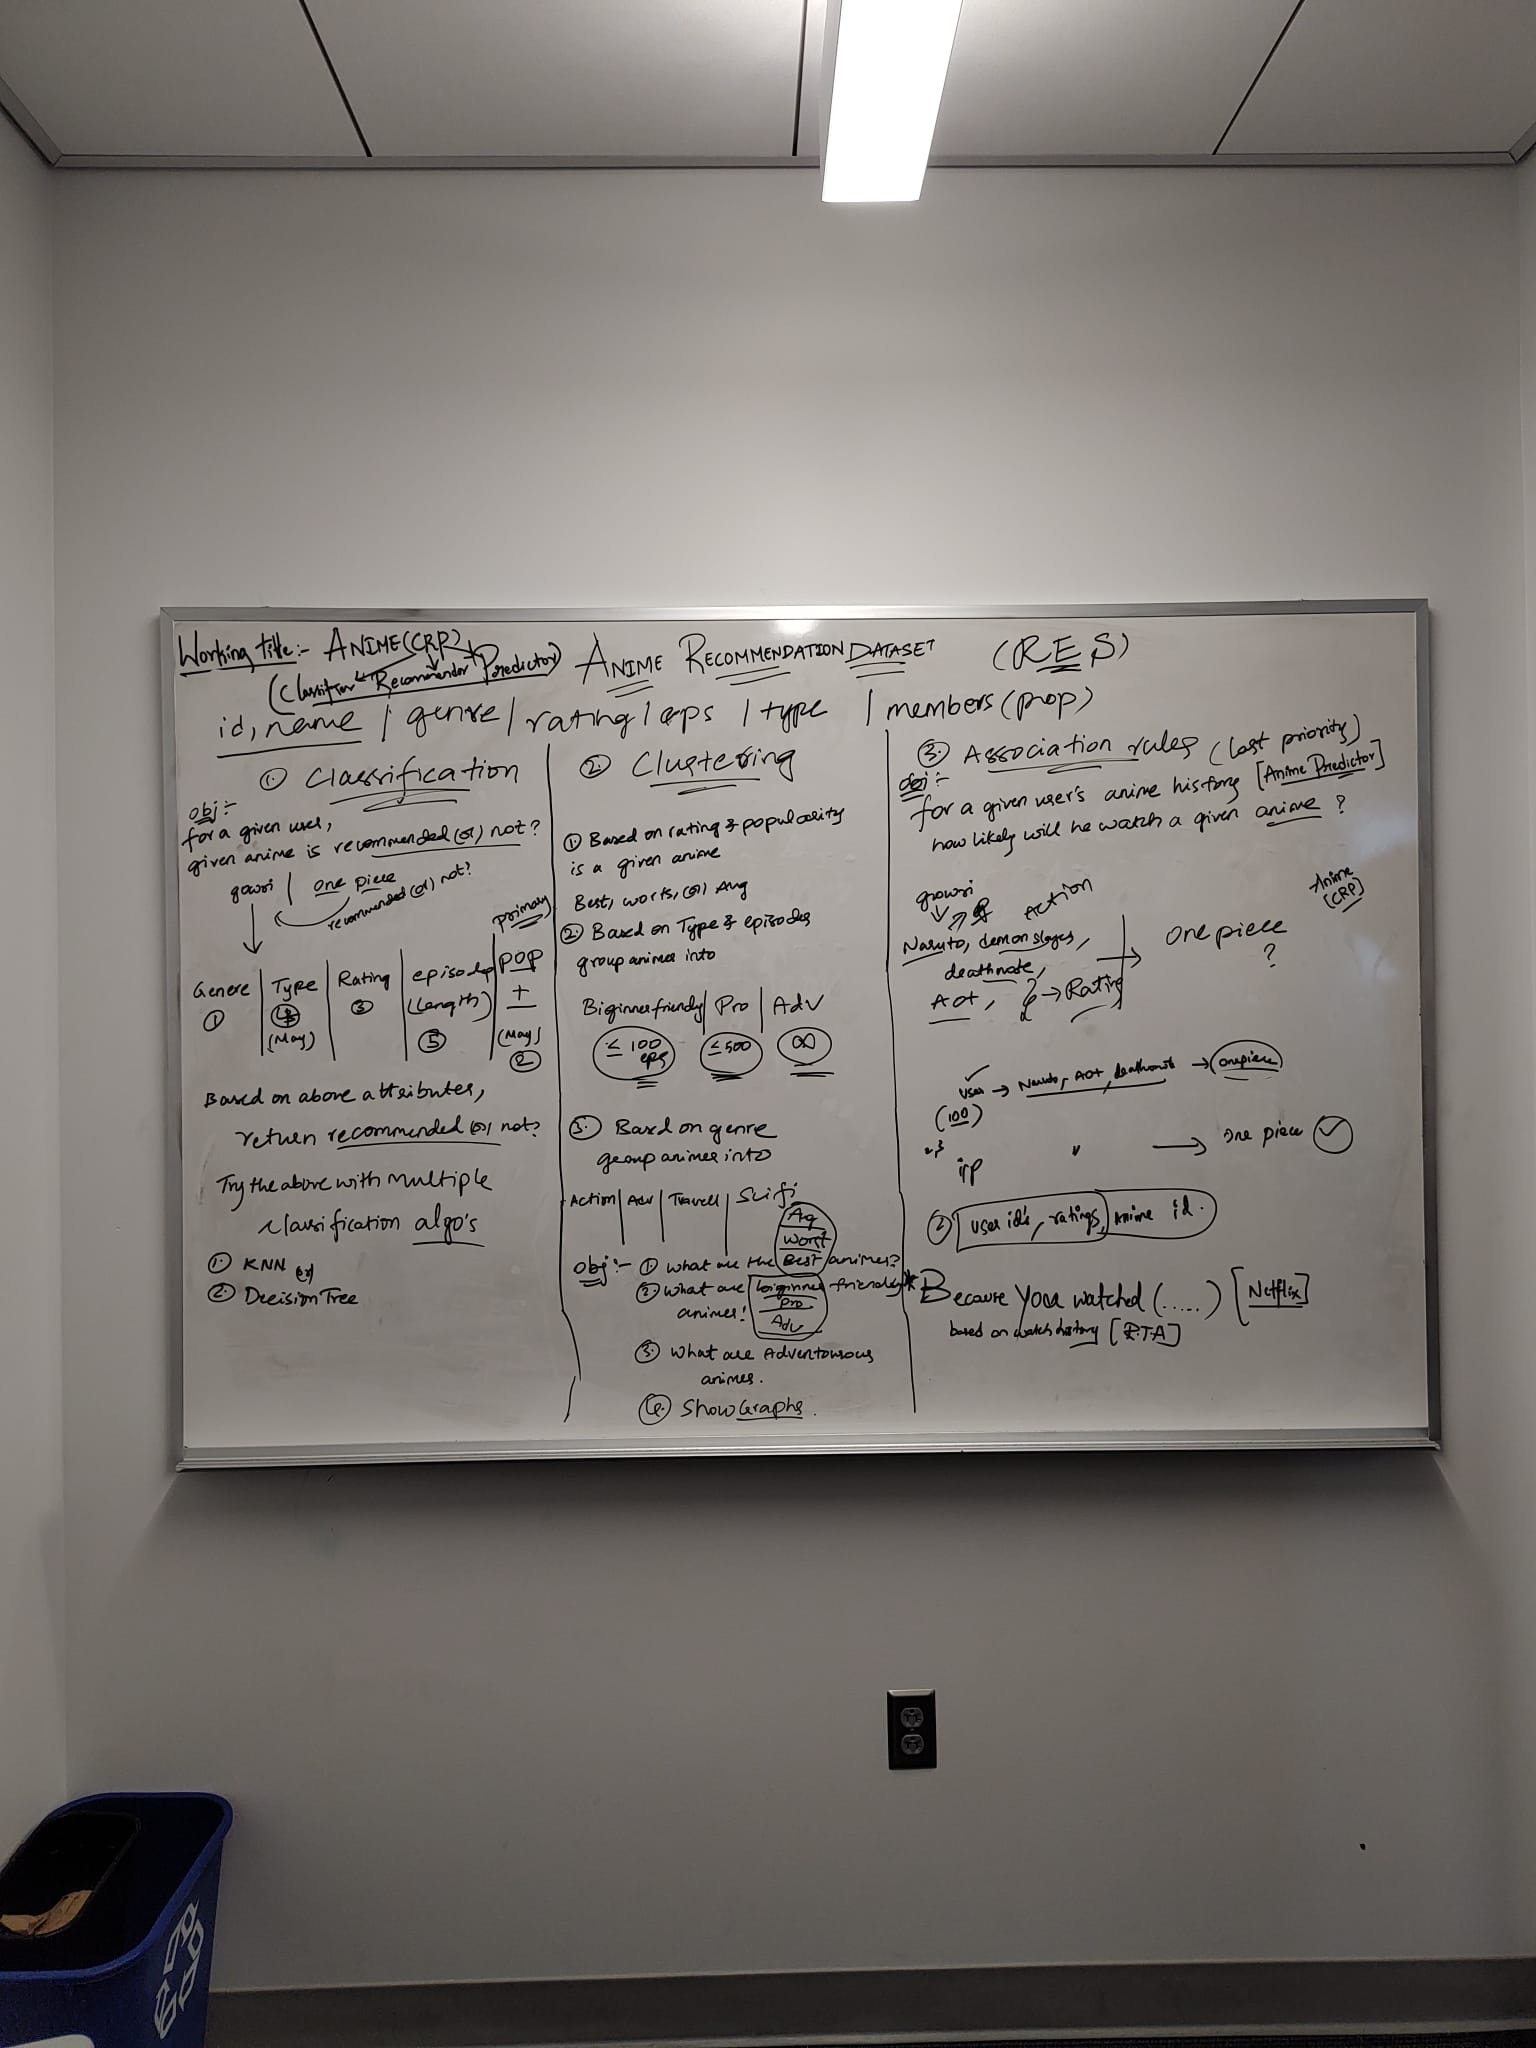 Working title:- ANIME(CRP)
(Classifier Recommender Predictor)
ANIME RECOMMENDATION DATASET (RES)
id, name / genre / rating / eps / type / members (pop)
1. Classification
obj:-
for a given user,
given anime is recommended (or) not?
gowri | one piece
recommended (or) not?
primary
Genere | Type | Rating | episodes | pop
(Length) +
(May) (May)
1 4 3 5 2
Based on above attributes,
return recommended (or) not?
Try the above with multiple
classification algo's
1. KNN (or)
2. Decision Tree
2. Clustering
1. Based on rating & popularity
is a given anime
Best, worts, (or) Avg
2. Based on Type & episodes
group animes into
Biginner friendly | Pro | Adv
≤ 100 eps ≤ 500 ∞
3. Based on genre
group animes into
Action | Adv | Travell | Scifi
Obj:- 1. What are the Best animes?
Worst
2. What are biginner friendly
animes!
Pro
Adv
3. What are Adventourous
animes.
4. Show Graphs.
3. Association rules (last priority)
obj:-
for a given user's anime history [Anime Predictor]
how likely will he watch a given anime?
gowri
Action
Naruto, demon slayer,
deathnote,
Aot, → Rating
→ One piece
?
Anime
(CRP)
✓
user → Naruto, AOT, deathnote → onepiece
(100)
" → one piece ✓
2) User id's, ratings, Anime id.
* Because you watched (.....) [Netflix]
based on watch history [R.T.A]